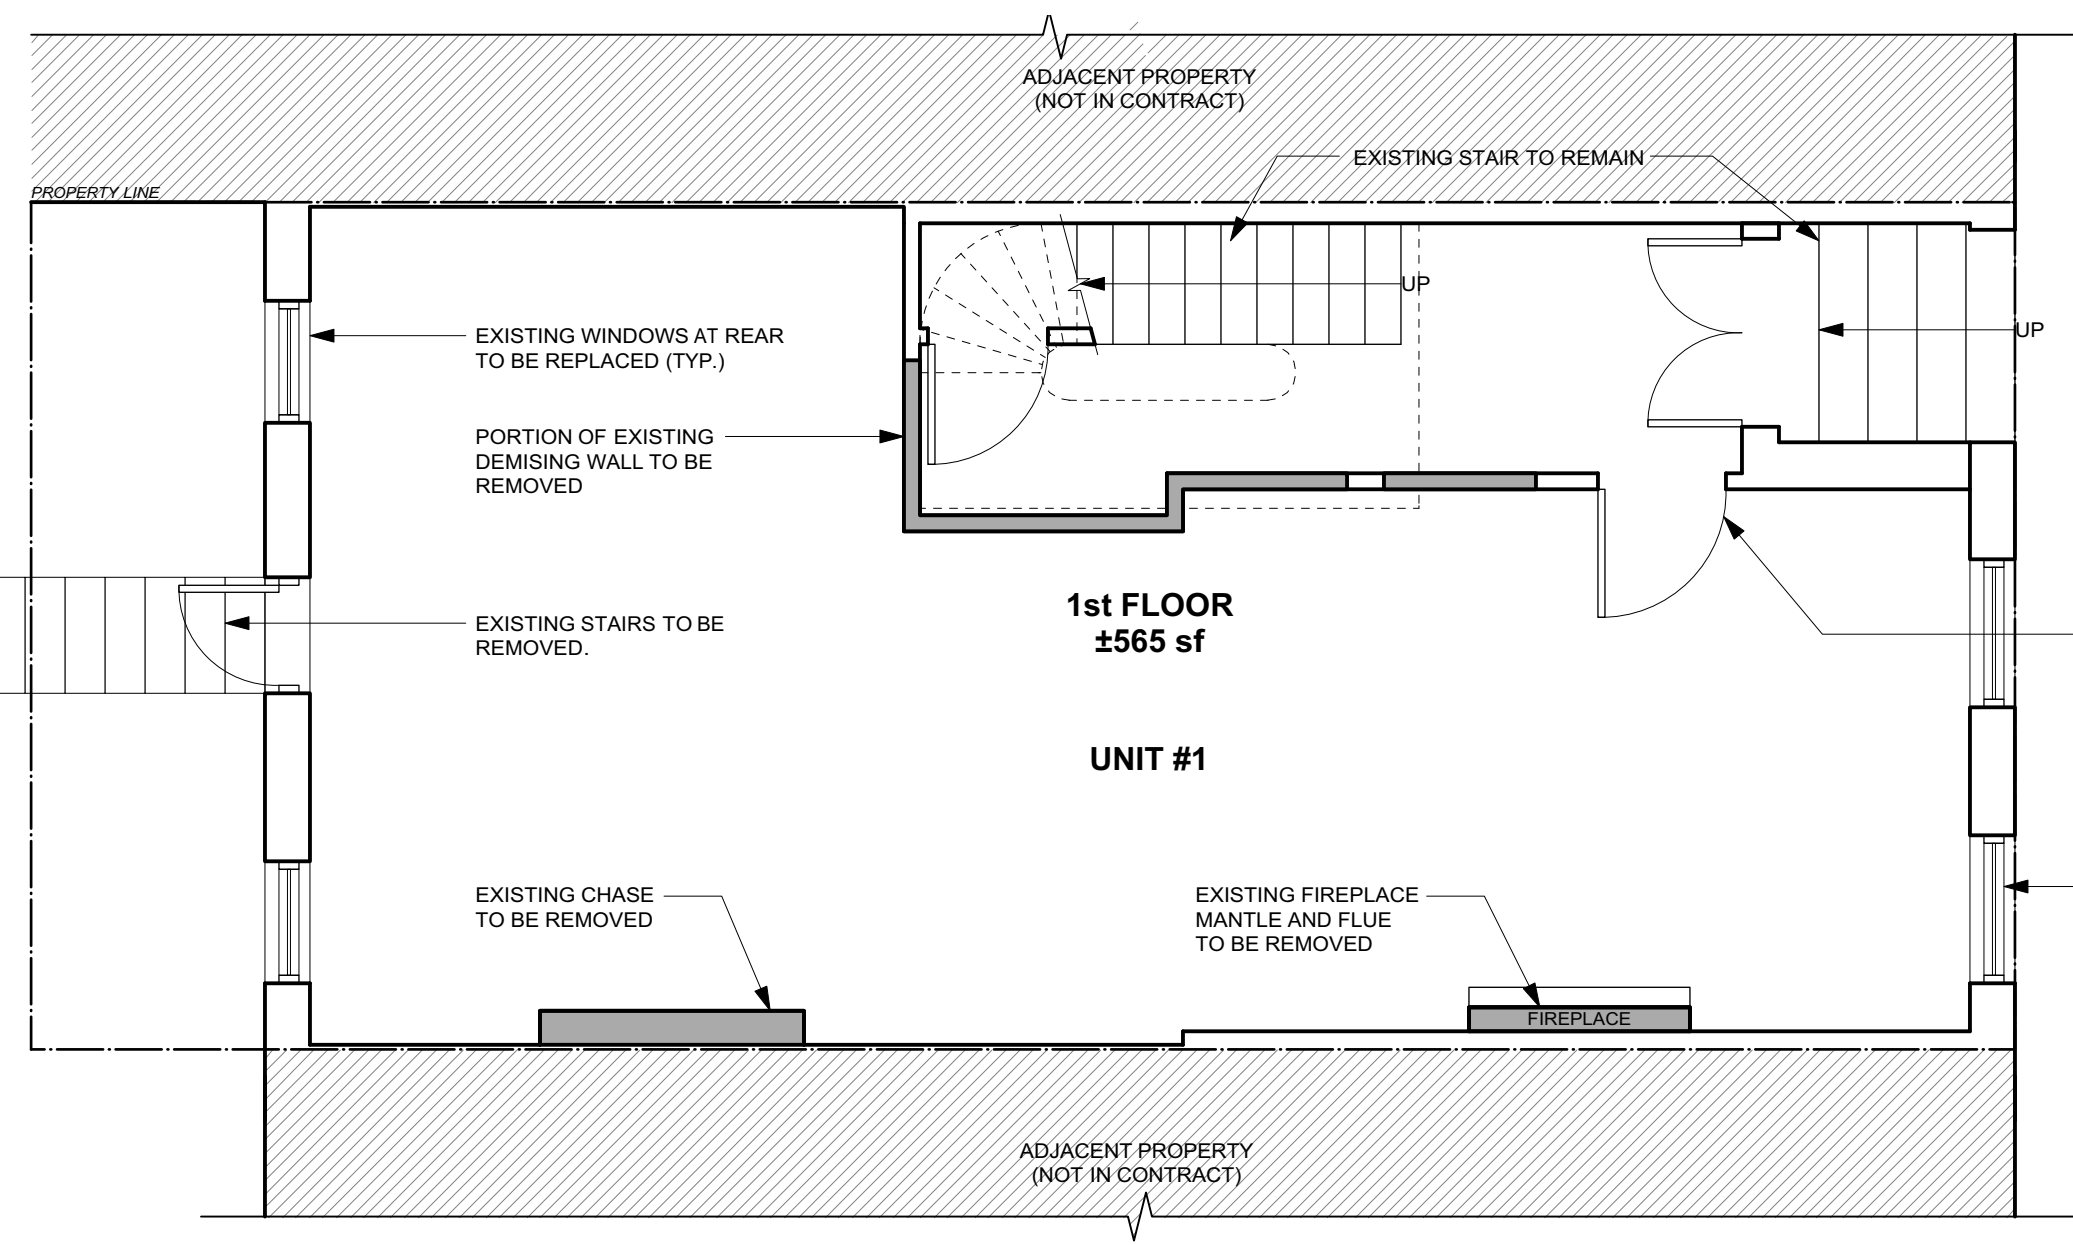 ADJACENT PROPERTY
(NOT IN CONTRACT)
EXISTING STAIR TO REMAIN
PROPERTY LINE
UP
UP
EXISTING WINDOWS AT REAR
TO BE REPLACED (TYP.)
PORTION OF EXISTING
DEMISING WALL TO BE
REMOVED
1st FLOOR
±565 sf
EXISTING STAIRS TO BE
REMOVED.
UNIT #1
EXISTING CHASE
TO BE REMOVED
EXISTING FIREPLACE
MANTLE AND FLUE
TO BE REMOVED
FIREPLACE
ADJACENT PROPERTY
(NOT IN CONTRACT)